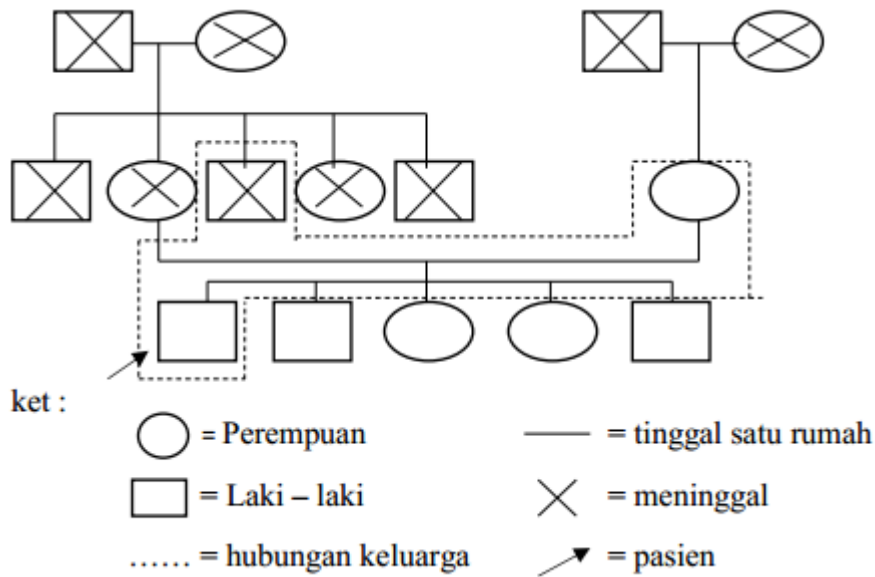 ket :
= Perempuan
= tinggal satu rumah
= Laki – laki
= meninggal
...... = hubungan keluarga
= pasien